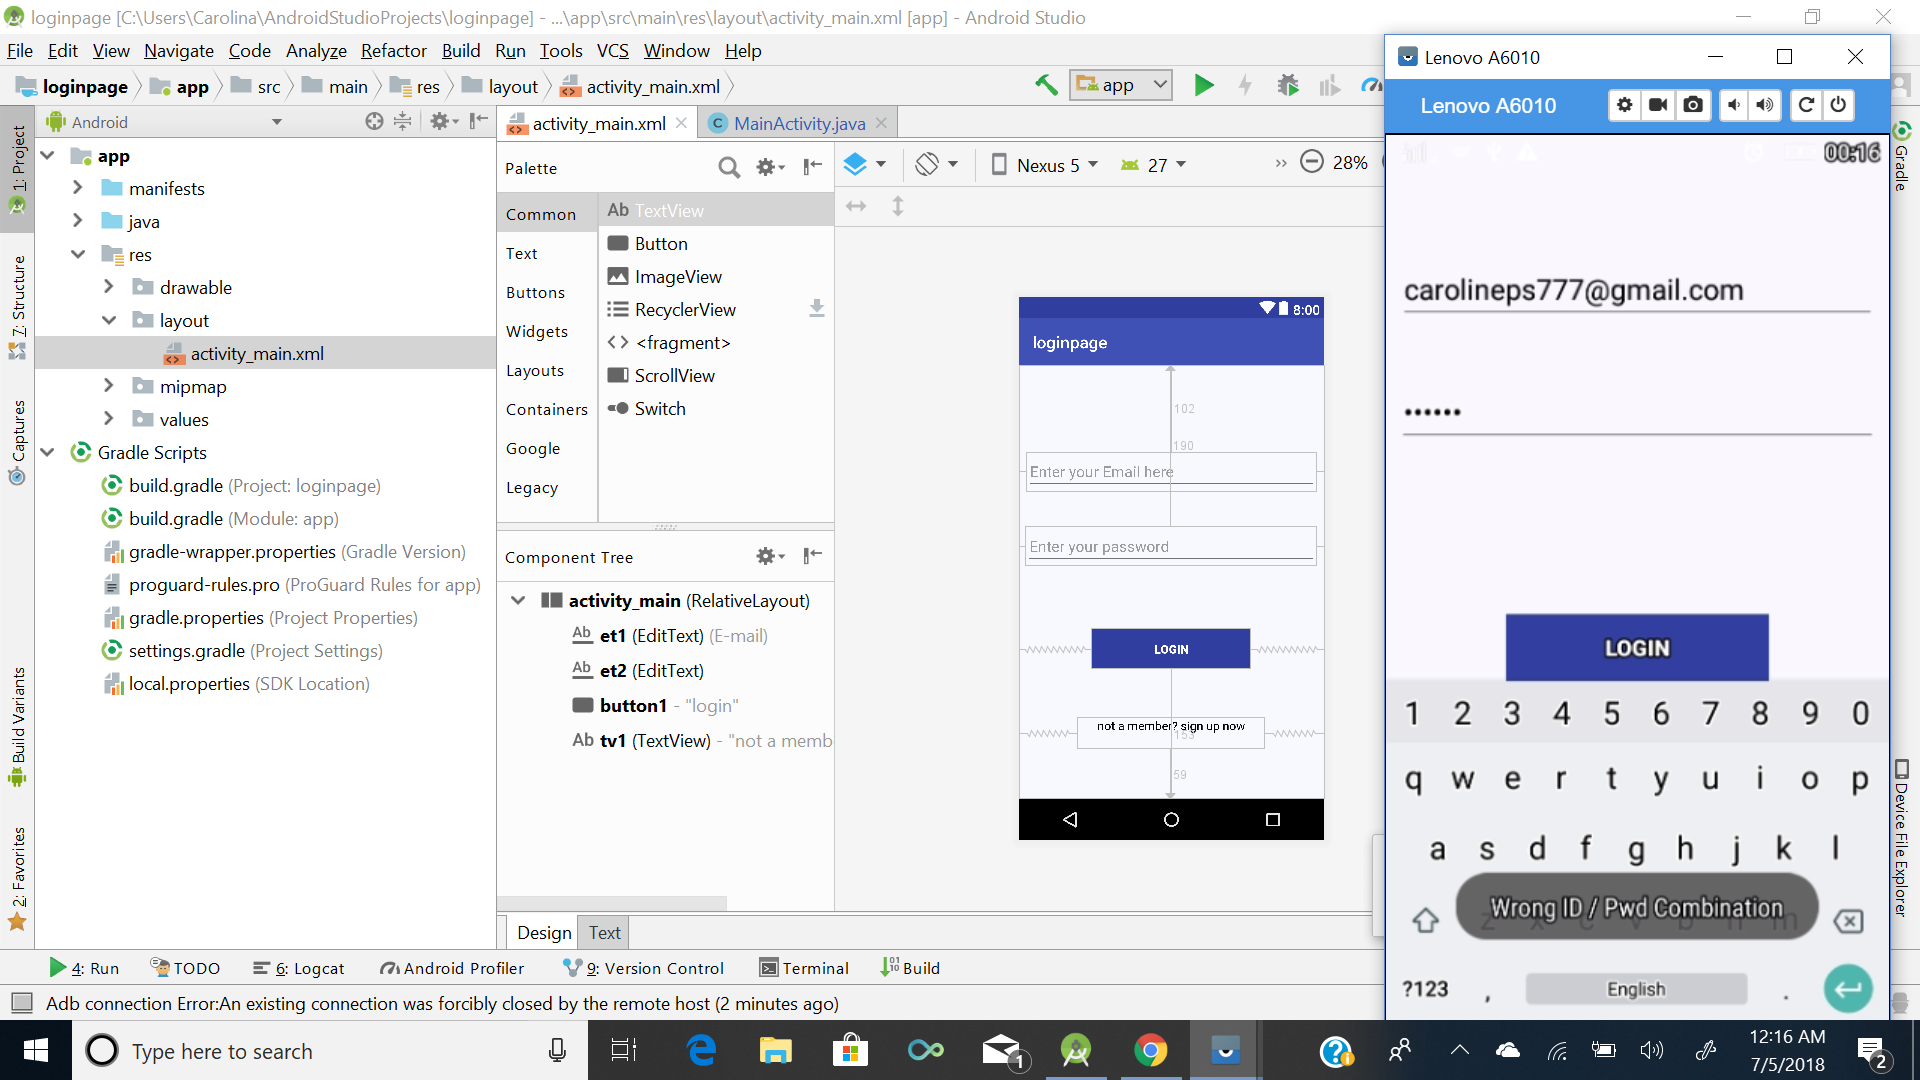 loginpage [C:\Users\Carolina\AndroidStudioProjects\loginpage] - ...\app\src\main\res\layout\activity_main.xml [app] - Android Studio
File Edit View Navigate Code Analyze Refactor Build Run Tools VCS Window Help
loginpage app src main res layout activity_main.xml
app
Android
activity_main.xml
MainActivity.java
1: Project
7: Structure
Captures
Build Variants
2: Favorites
app
manifests
java
res
drawable
layout
activity_main.xml
mipmap
values
Gradle Scripts
build.gradle (Project: loginpage)
build.gradle (Module: app)
gradle-wrapper.properties (Gradle Version)
proguard-rules.pro (ProGuard Rules for app)
gradle.properties (Project Properties)
settings.gradle (Project Settings)
local.properties (SDK Location)
Palette
Common
Text
Buttons
Widgets
Layouts
Containers
Google
Legacy
Ab TextView
Button
ImageView
RecyclerView
<fragment>
ScrollView
Switch
Component Tree
activity_main (RelativeLayout)
Ab et1 (EditText) (E-mail)
Ab et2 (EditText)
button1 - "login"
Ab tv1 (TextView) - "not a memb
Nexus 5 27 >> 28%
8:00
loginpage
102
190
Enter your Email here
Enter your password
LOGIN
not a member? sign up now
153
59
Design Text
Lenovo A6010
Lenovo A6010
00:16
carolineps777@gmail.com
••••••
LOGIN
1 2 3 4 5 6 7 8 9 0
q w e r t y u i o p
a s d f g h j k l
Wrong ID / Pwd Combination
?123 , English .
Gradle
Device File Explorer
4: Run TODO 6: Logcat Android Profiler 9: Version Control Terminal Build
Adb connection Error:An existing connection was forcibly closed by the remote host (2 minutes ago)
Type here to search
1
12:16 AM
7/5/2018
2